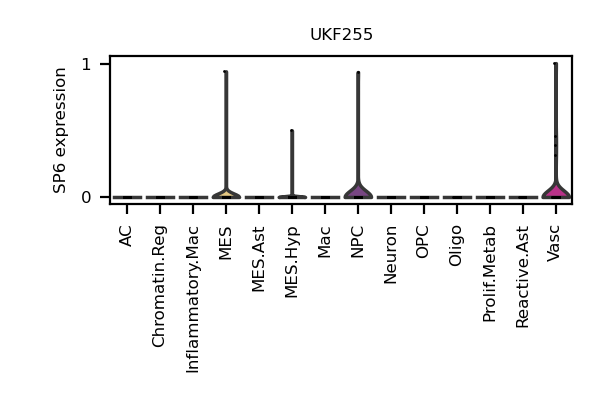 UKF255
SP6 expression
1
0
AC
Chromatin.Reg
Inflammatory.Mac
MES
MES.Ast
MES.Hyp
Mac
NPC
Neuron
OPC
Oligo
Prolif.Metab
Reactive.Ast
Vasc